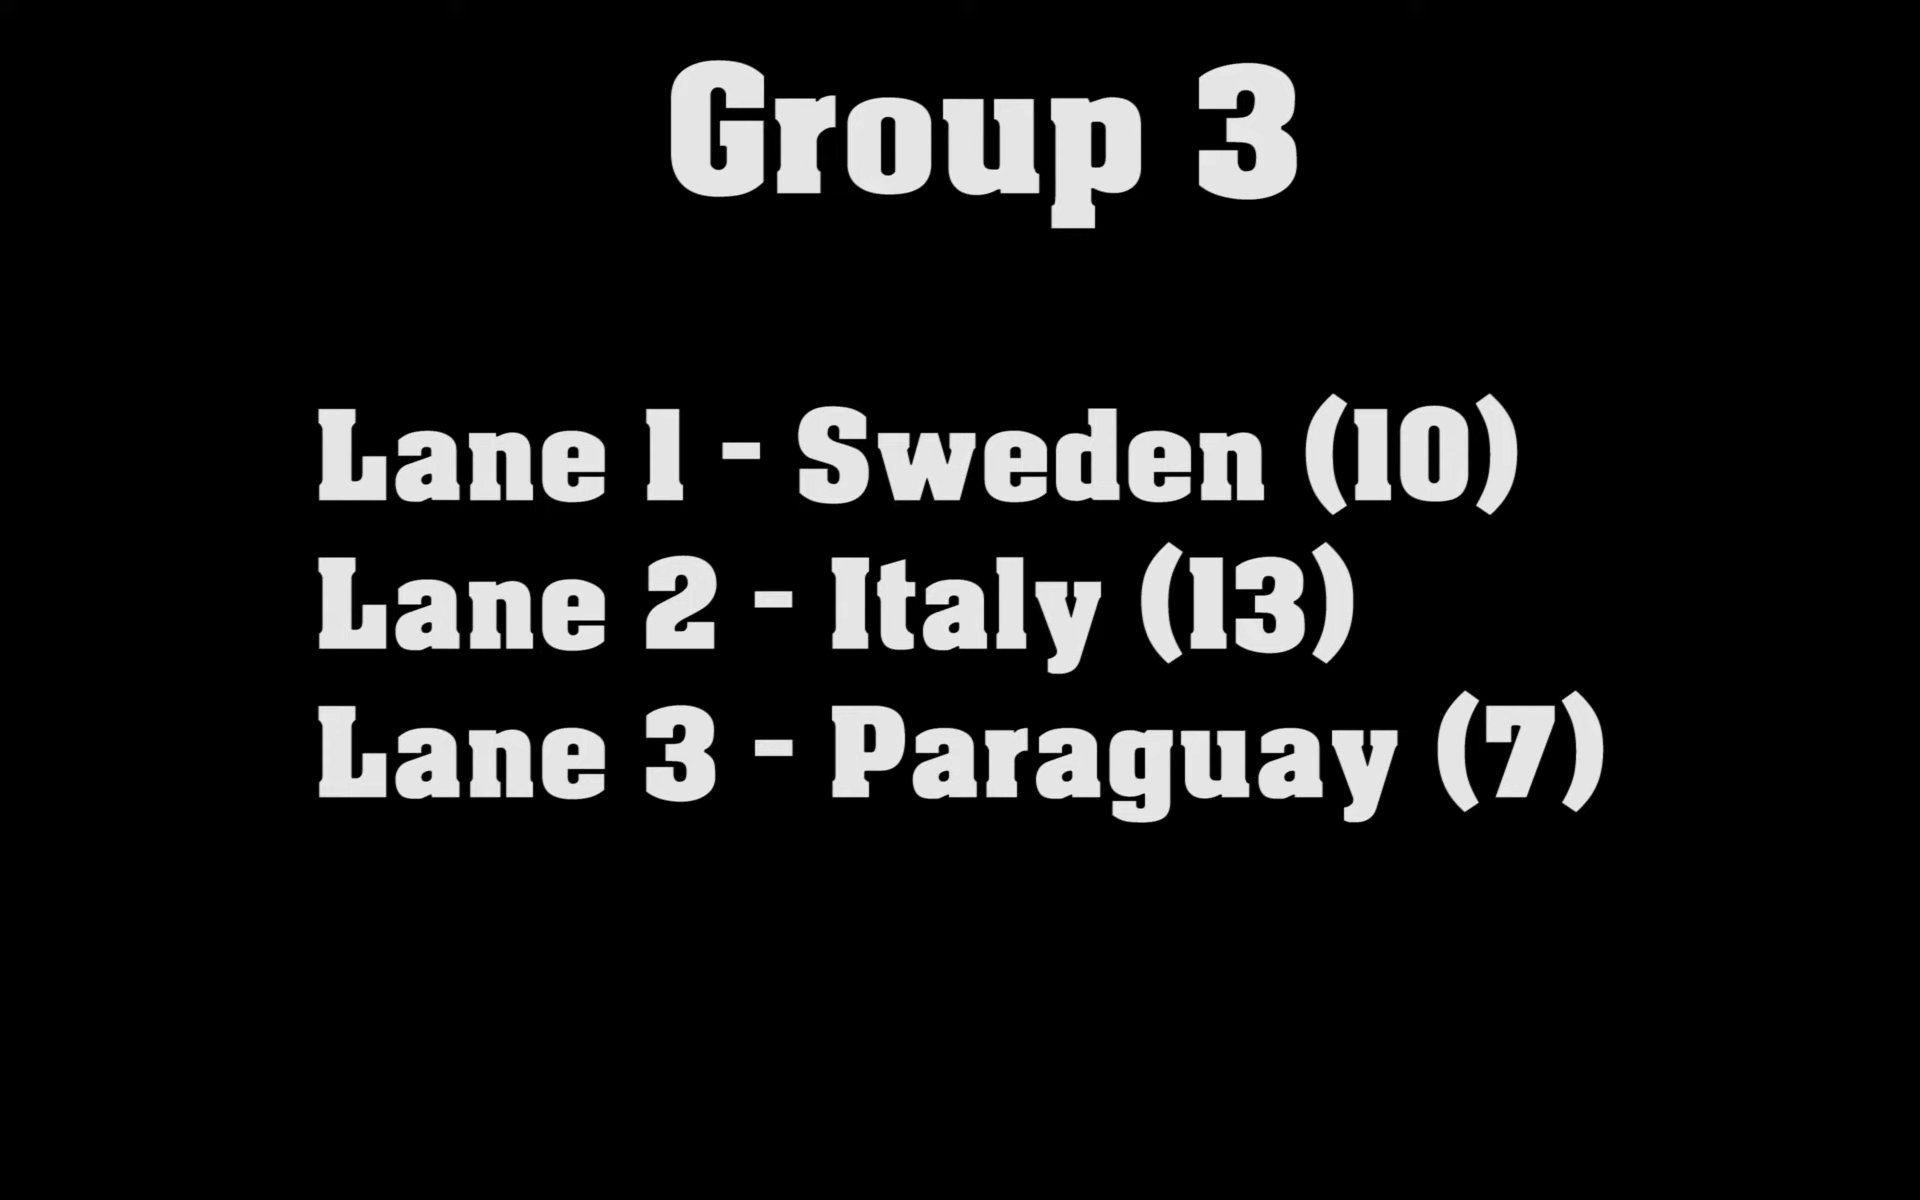 Group 3
Lane 1 - Sweden (10)
Lane 2 - Italy (13)
Lane 3 - Paraguay (7)